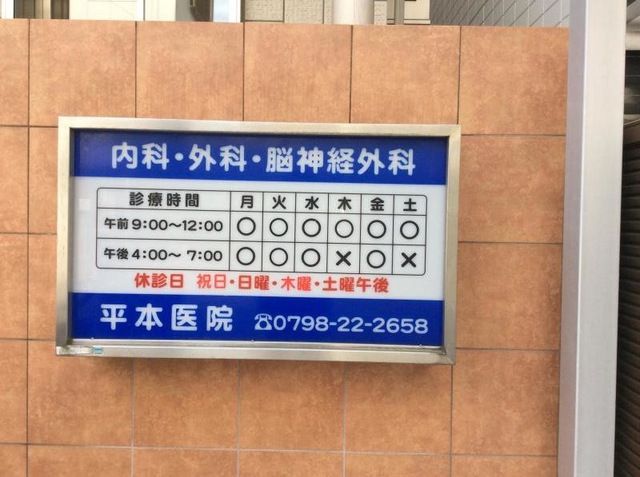 内科・外科・脳神経外科
診療時間 月 火 水 木 金 土
午前9:00～12:00 ○ ○ ○ ○ ○ ○
午後4:00～ 7:00 ○ ○ ○ × ○ ×
休診日 祝日・日曜・木曜・土曜午後
平本医院 ☎0798-22-2658